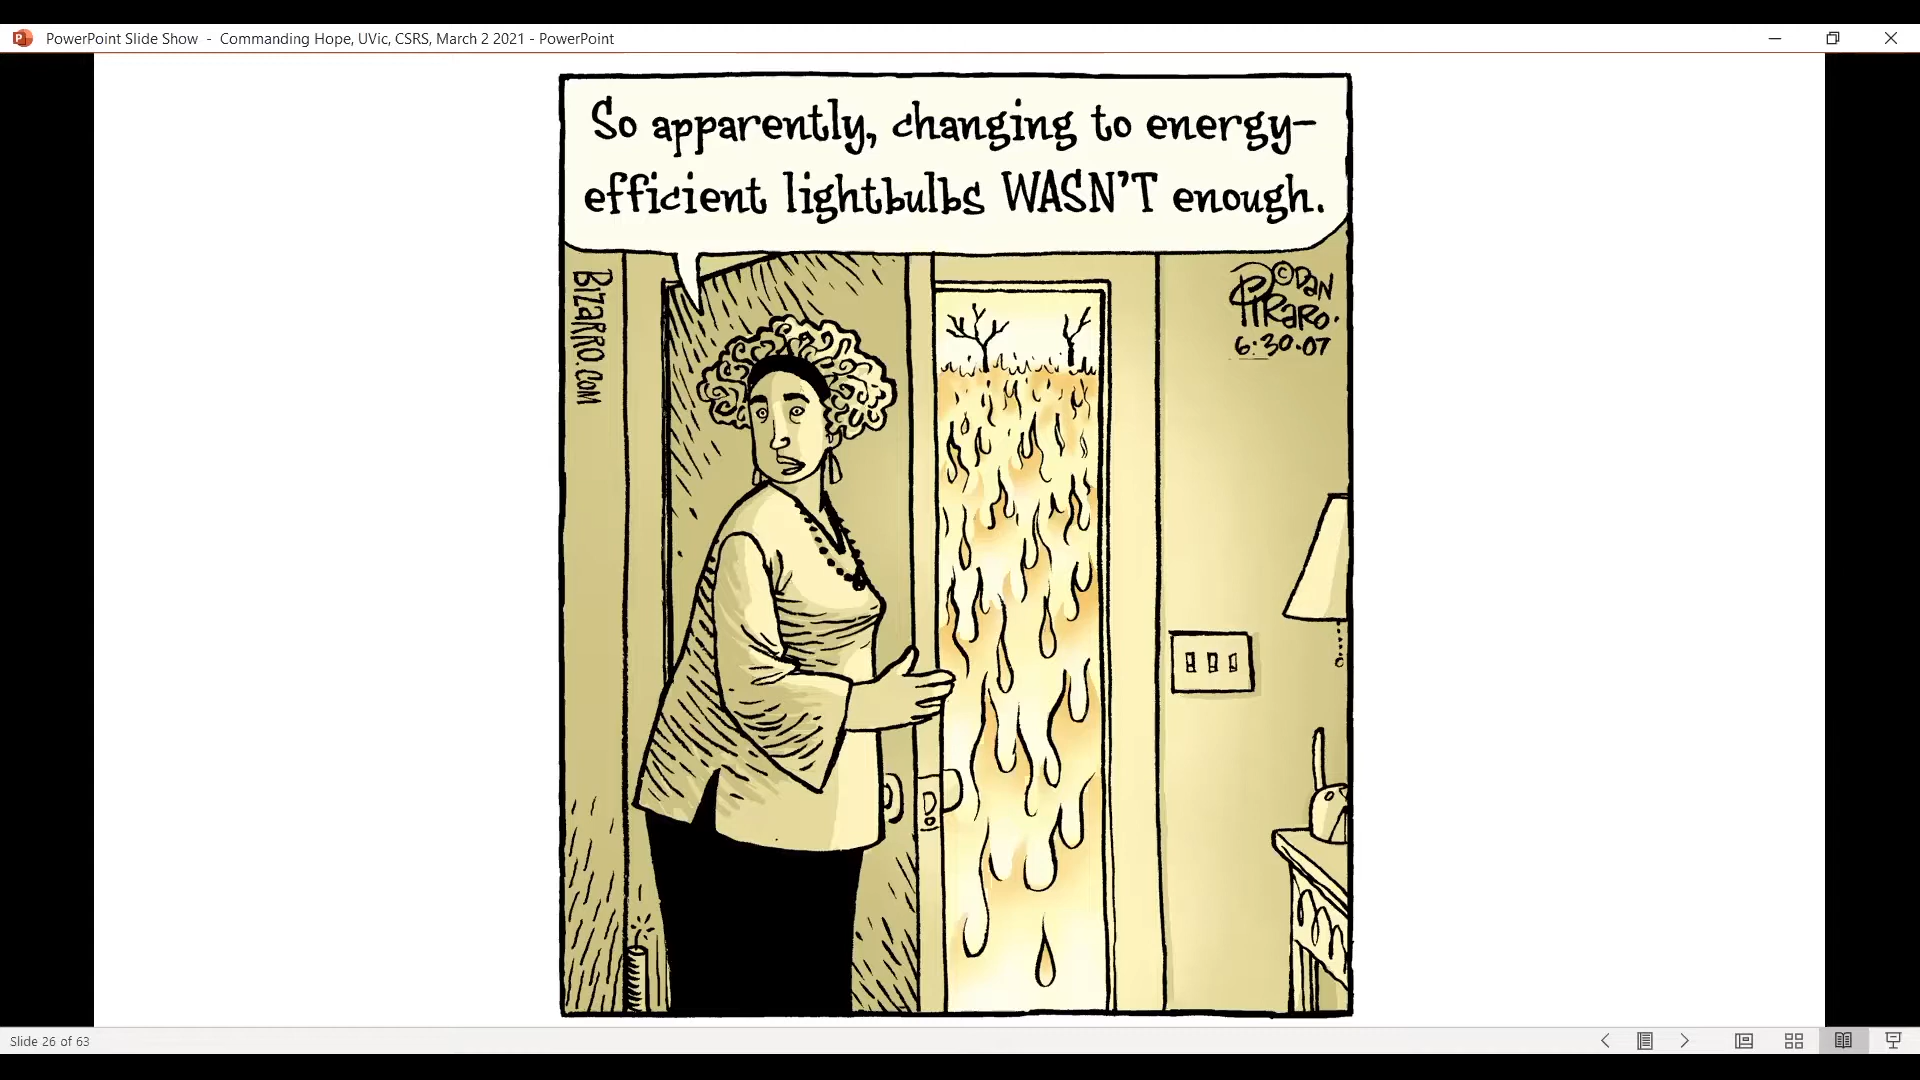 PowerPoint Slide Show - Commanding Hope, UVic, CSRS, March 2 2021 - PowerPoint
So apparently, changing to energy-
efficient lightbulbs WASN'T enough.
BIZARRO.COM
©DAN
PIRARO.
6.30.07
Slide 26 of 63